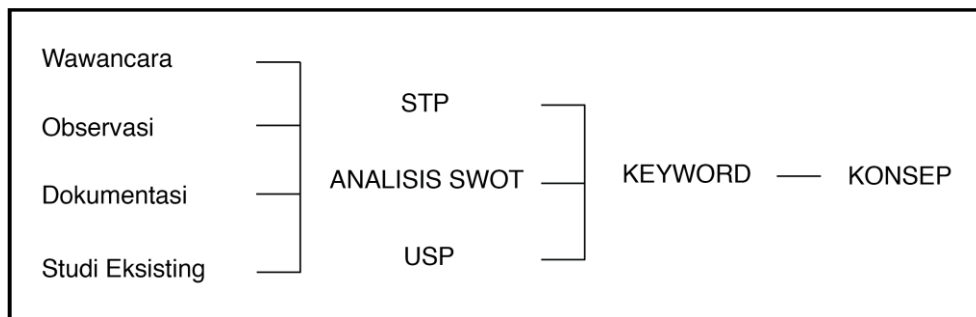 Wawancara
Observasi
Dokumentasi
Studi Eksisting
STP
ANALISIS SWOT
USP
KEYWORD
KONSEP